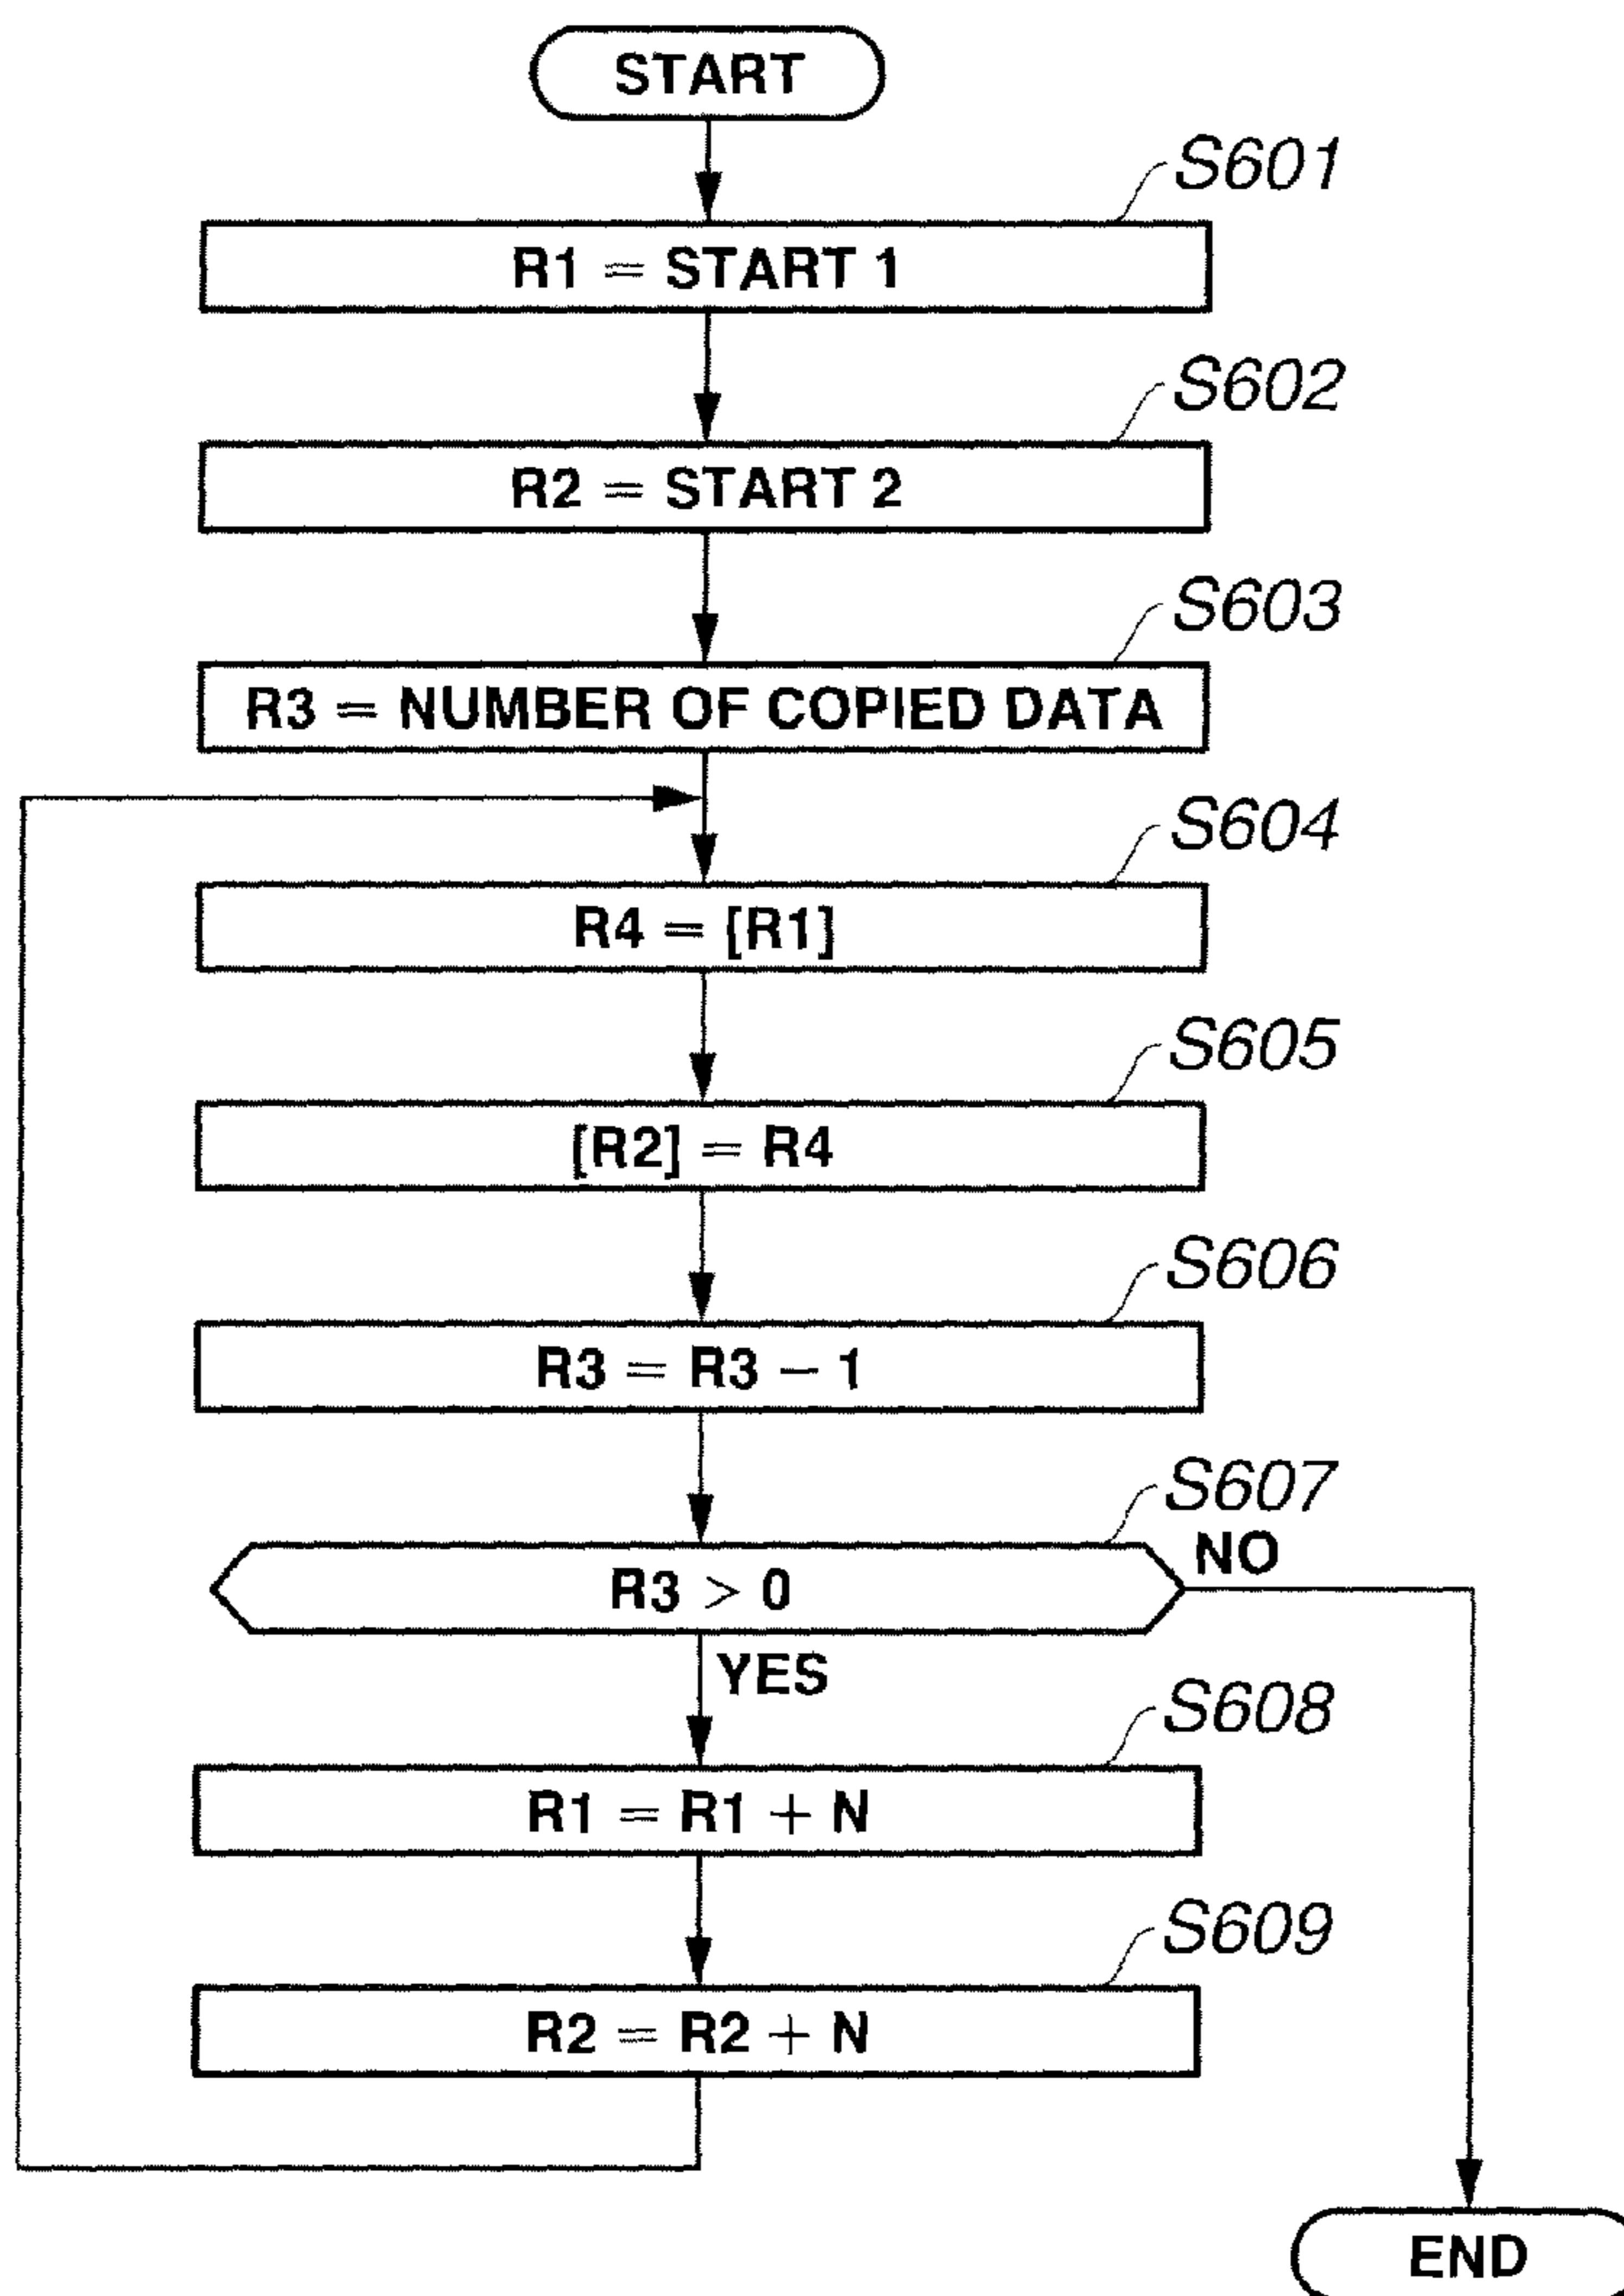 START
S601
R1 = START 1
S602
R2 = START 2
S603
R3 = NUMBER OF COPIED DATA
S604
R4 = [R1]
S605
[R2] = R4
S606
R3 = R3 − 1
S607
R3 > 0
NO
YES
S608
R1 = R1 + N
S609
R2 = R2 + N
END